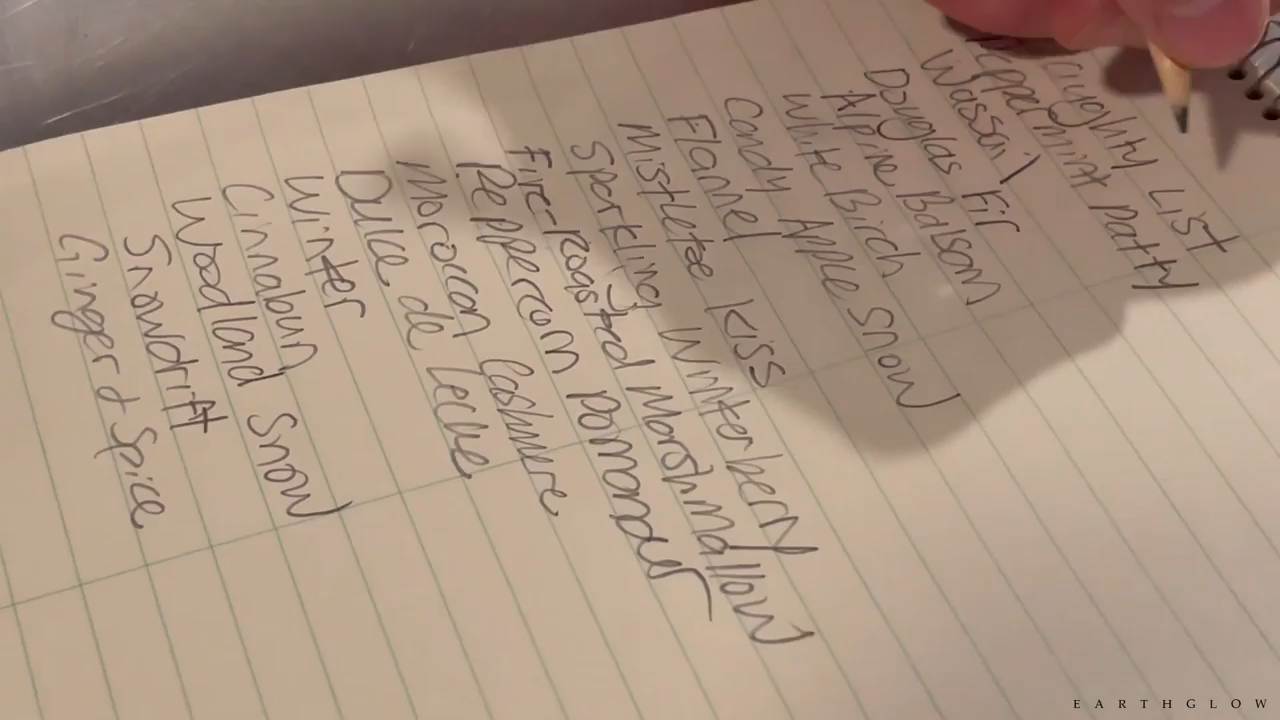 Naughty List
Peppermint Patty
Wassail
Douglas Fir
Alpine Balsam
White Birch
Candy Apple Snow
Flannel
Mistletoe Kiss
Sparkling Winterberry
Fire-roasted Marshmallow
Peppercorn pomander
Moroccan Cashmere
Dulce de leche
Winter
Cinnabun
Woodland Snow
Snowdrift
Ginger & Spice
EARTHGLOW